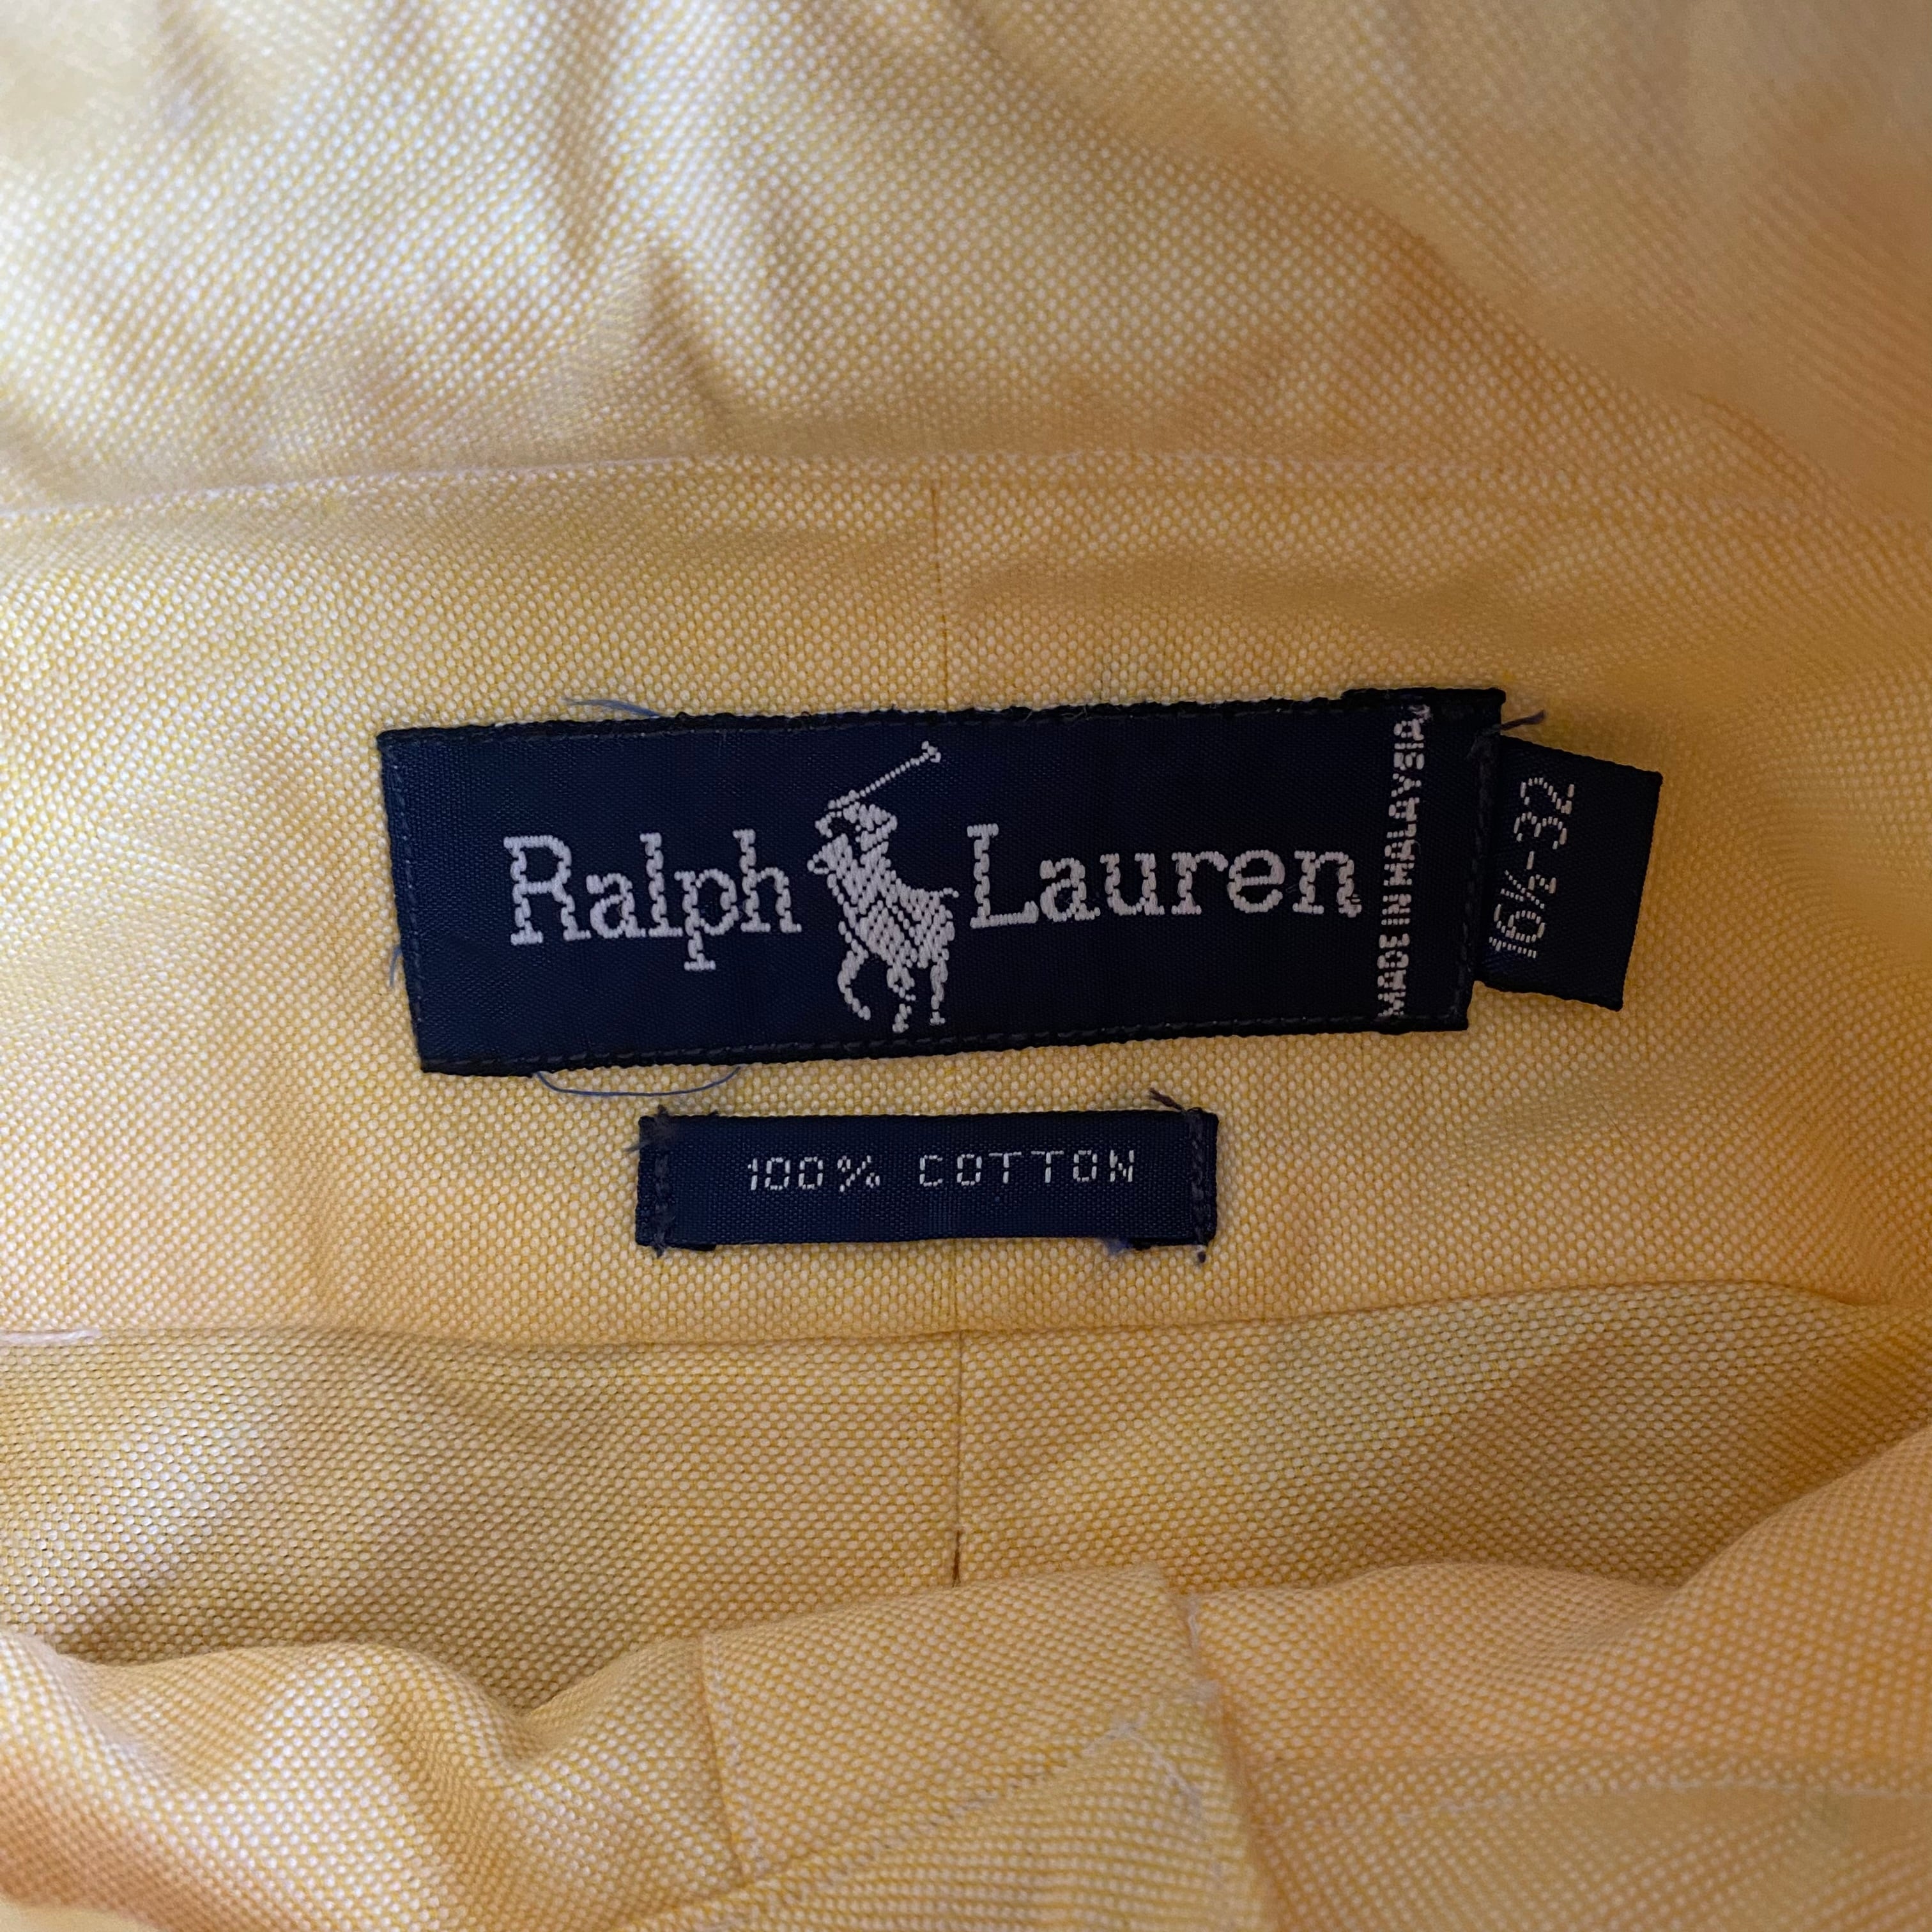 Ralph Lauren
MADE IN MALAYSIA
16½-32
100% COTTON